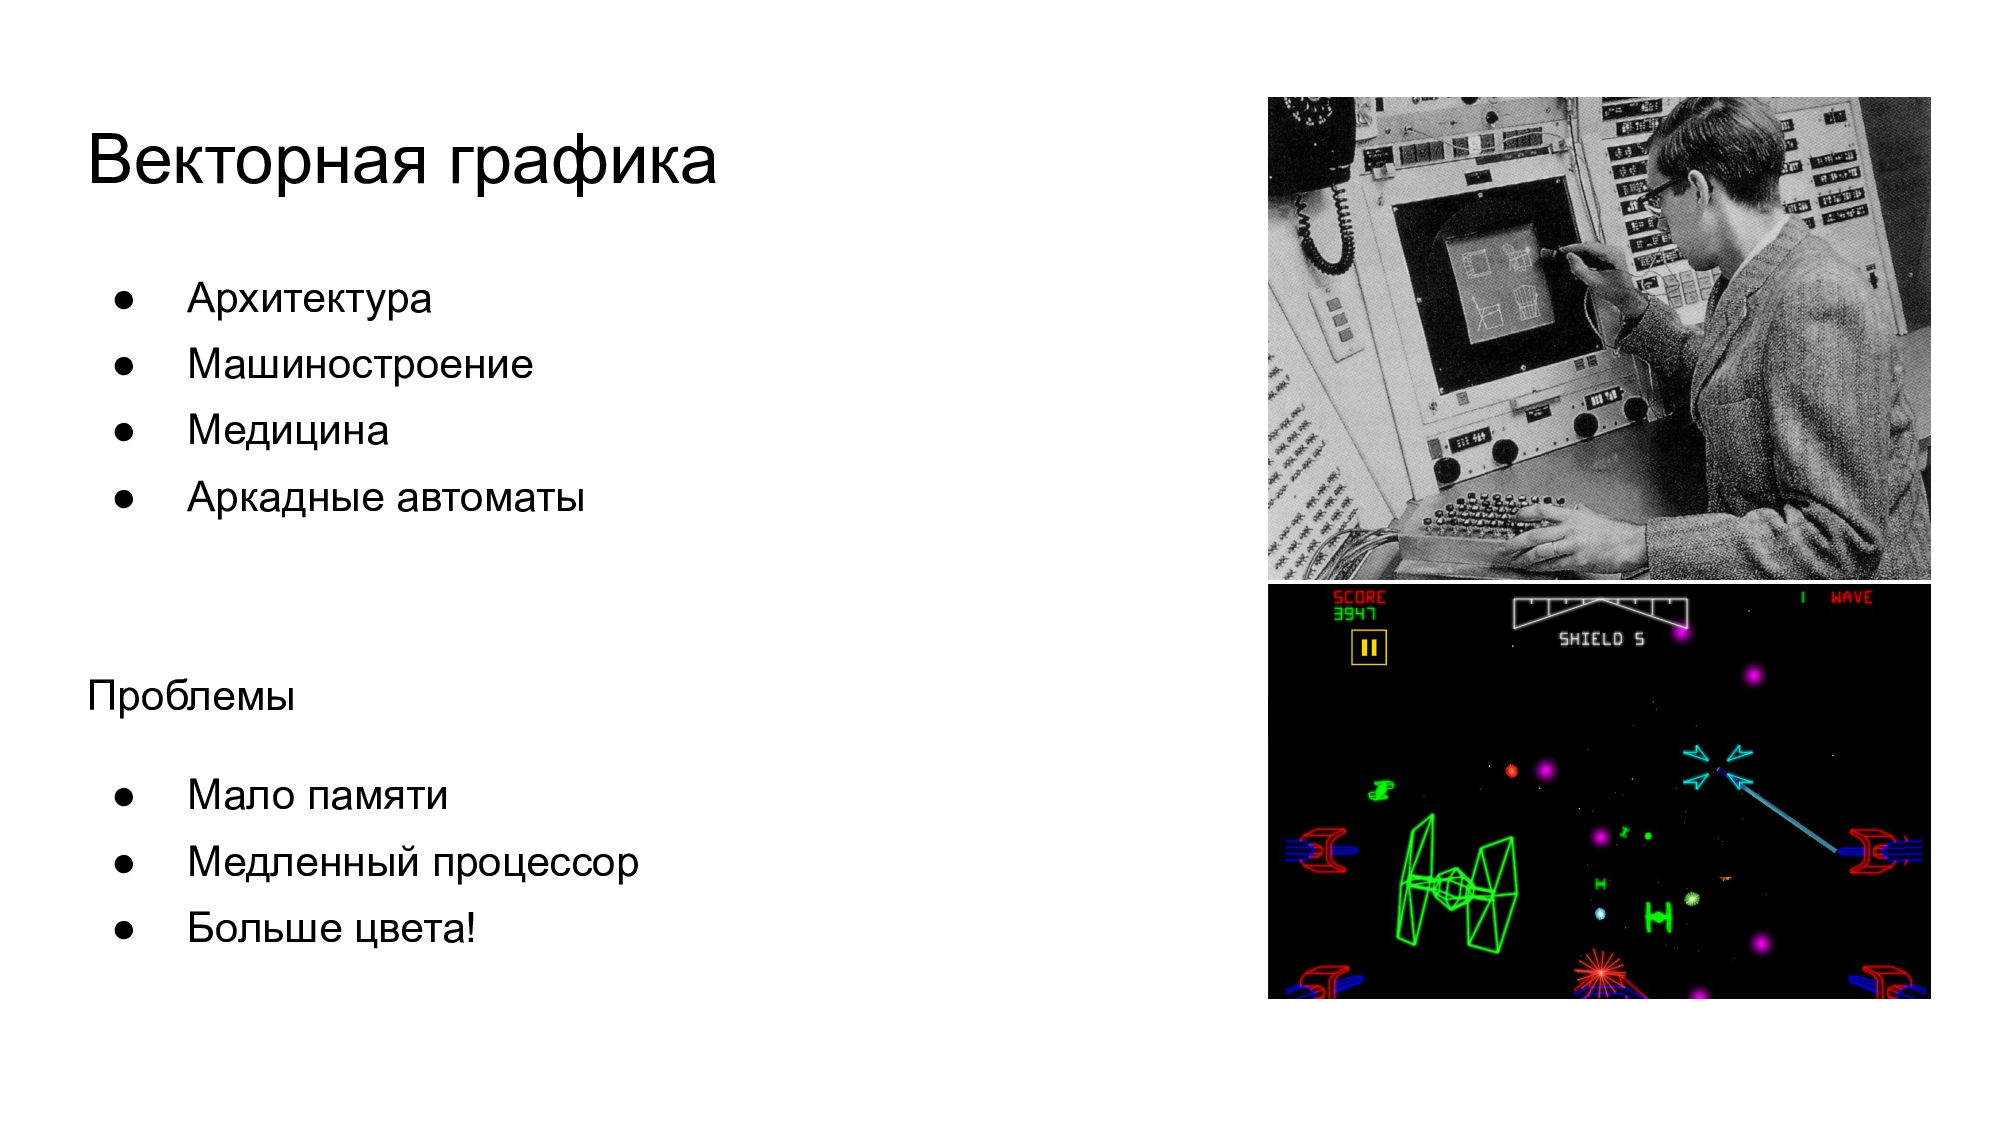 Векторная графика
● Архитектура
● Машиностроение
● Медицина
● Аркадные автоматы
Проблемы
● Мало памяти
● Медленный процессор
● Больше цвета!
SCORE
3947
SHIELD 5
1 WAVE